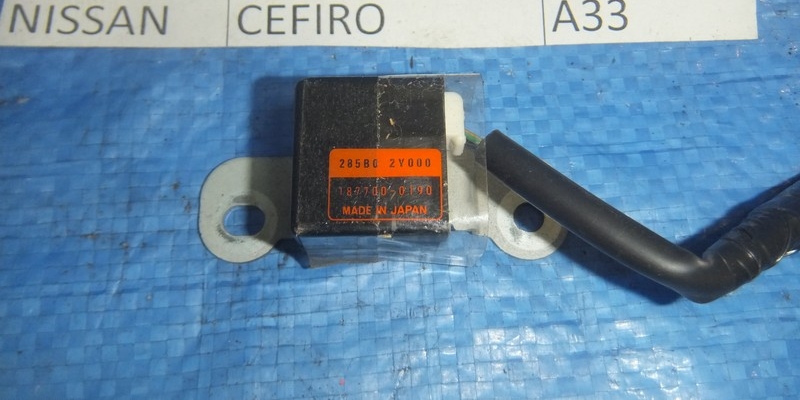 NISSAN CEFIRO A33
285B0 2Y000
187700-0190
MADE IN JAPAN